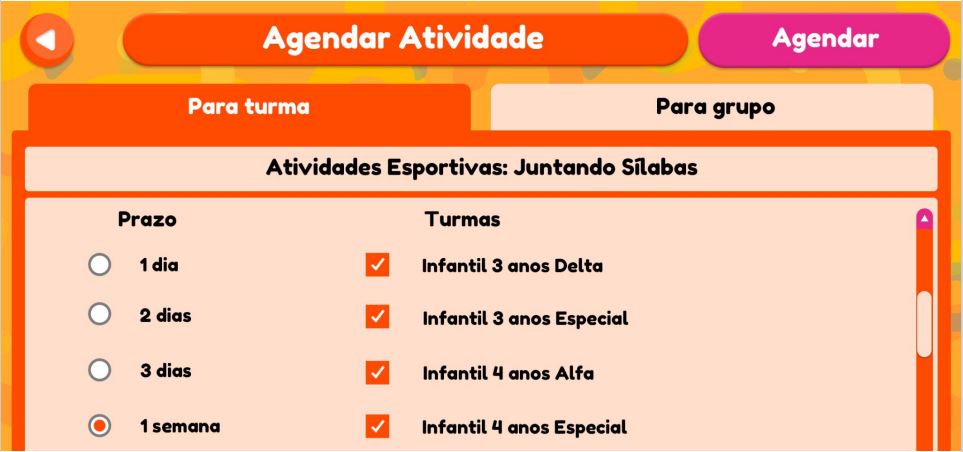 Agendar Atividade
Agendar
Para turma
Para grupo
Atividades Esportivas: Juntando Sílabas
Prazo
Turmas
1 dia
Infantil 3 anos Delta
2 dias
Infantil 3 anos Especial
3 dias
Infantil 4 anos Alfa
1 semana
Infantil 4 anos Especial